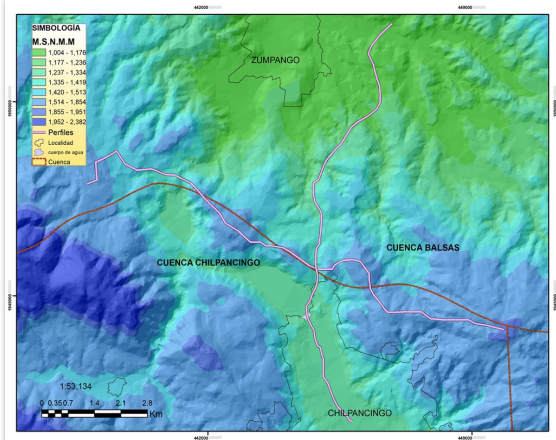 442000
SIMBOLOGIA
M.S.N.M.M
1,004 - 1,176
1,177 - 1,236
1,237 - 1,334
1,335 - 1,419
1,420 - 1,513
1,514 - 1,854
1,855 - 1,951
1,952 - 2,382
Perfiles
Localidad
cuerpo de agua
Cuenca
ZUMPANGO
CUENCA BALSAS
CUENCA CHILPANCINGO
1:53,134
0 0.35 0.7 1.4 2.1 2.8
Km
CHILPANCINGO
442000